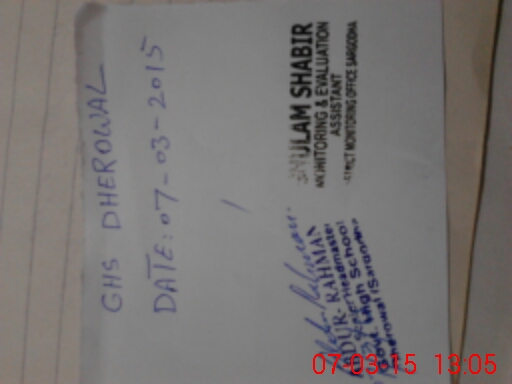 GHS DHEROWAL
DATE: 07-03-2015
GHULAM SHABIR
MONITORING & EVALUATION
ASSISTANT
DISTRICT MONITORING OFFICE SARGODHA
ABDUR-RAHMAN
Headmaster
Govt. High School
Dherowal (Sargodha)
07.03.15 13:05